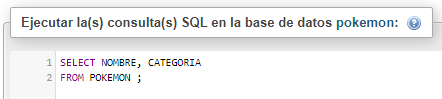 Ejecutar la(s) consulta(s) SQL en la base de datos pokemon:
1 SELECT NOMBRE, CATEGORIA
2 FROM POKEMON ;